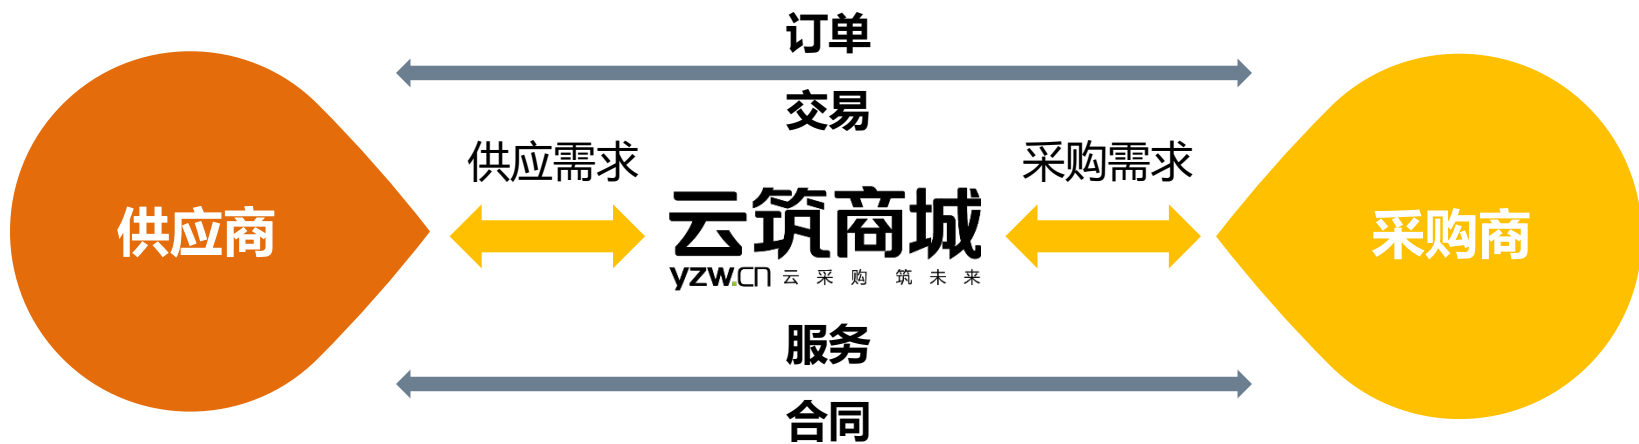 订单
交易
供应需求
采购需求
供应商
云筑商城
采购商
yzw.cn 云采购 筑未来
服务
合同